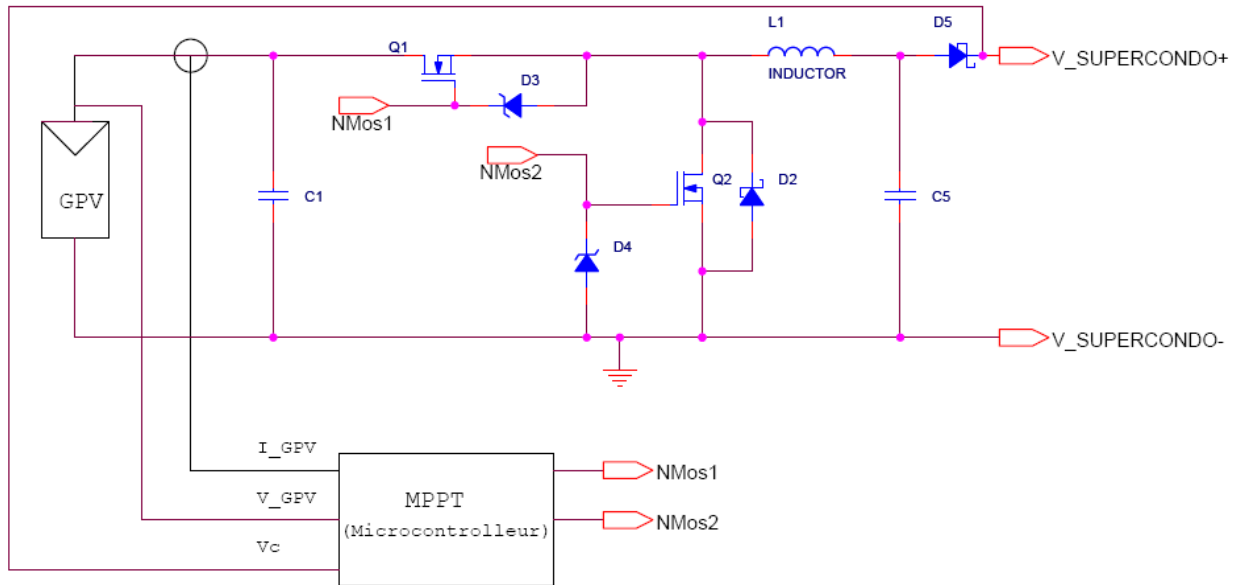 L1
D5
Q1
V_SUPERCONDO+
INDUCTOR
D3
NMos1
NMos2
Q2
D2
GPV
C1
C5
D4
V_SUPERCONDO-
I_GPV
NMos1
V_GPV
MPPT
(Microcontrolleur)
NMos2
Vc